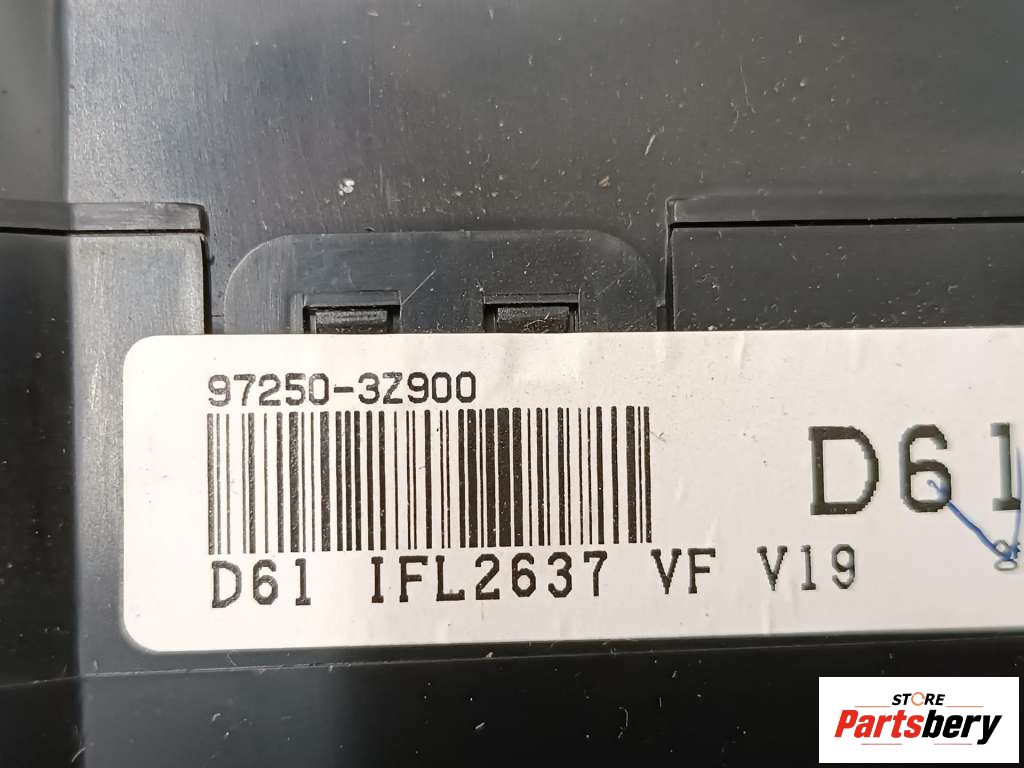 97250-3Z900
D61
D61 IFL2637 VF V19
STORE
Partsbery